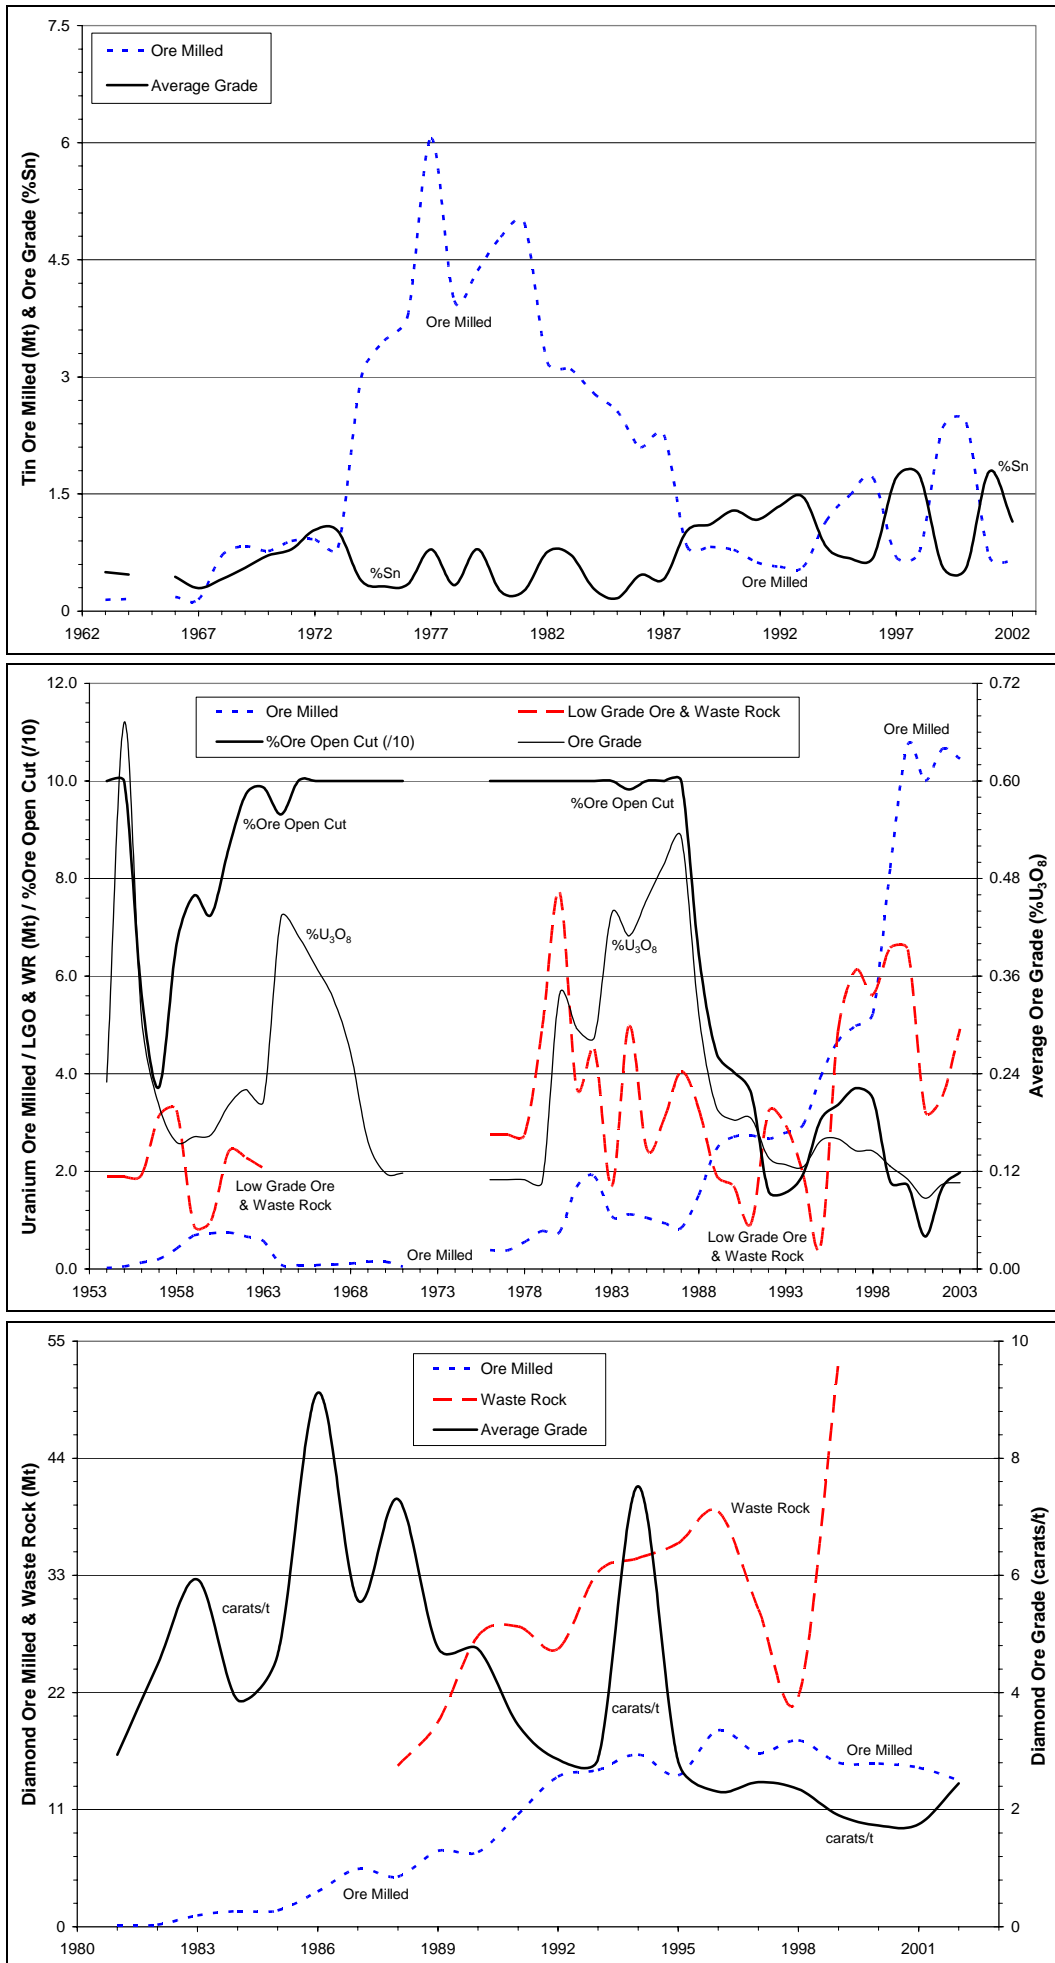 Tin Ore Milled (Mt) & Ore Grade (%Sn)
7.5
6
4.5
3
1.5
0
Ore Milled
Average Grade
Ore Milled
%Sn
%Sn
Ore Milled
1962 1967 1972 1977 1982 1987 1992 1997 2002
Uranium Ore Milled / LGO & WR (Mt) / %Ore Open Cut (/10)
12.0
10.0
8.0
6.0
4.0
2.0
0.0
Ore Milled
Low Grade Ore & Waste Rock
%Ore Open Cut (/10)
Ore Grade
Ore Milled
%Ore Open Cut
%Ore Open Cut
%U₃O₈
%U₃O₈
Low Grade Ore
& Waste Rock
Ore Milled
Low Grade Ore
& Waste Rock
0.72
0.60
0.48
0.36
0.24
0.12
0.00
Average Ore Grade (%U₃O₈)
1953 1958 1963 1968 1973 1978 1983 1988 1993 1998 2003
Diamond Ore Milled & Waste Rock (Mt)
55
44
33
22
11
0
Ore Milled
Waste Rock
Average Grade
Waste Rock
carats/t
carats/t
Ore Milled
carats/t
Ore Milled
10
8
6
4
2
0
Diamond Ore Grade (carats/t)
1980 1983 1986 1989 1992 1995 1998 2001